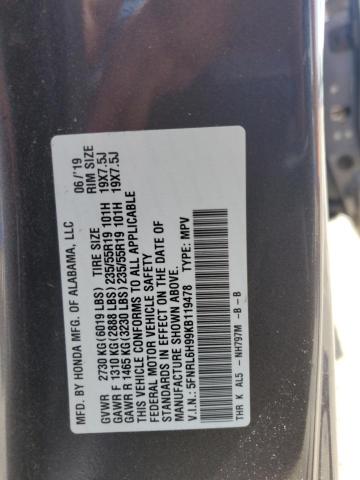 MFD. BY HONDA MFG. OF ALABAMA, LLC 06/'19
TIRE SIZE RIM SIZE
GVWR 2730 KG(6019 LBS)
GAWR F 1310 KG(2888 LBS)235/55R19 101H 19X7.5J
GAWR R 1465 KG(3230 LBS)235/55R19 101H 19X7.5J
THIS VEHICLE CONFORMS TO ALL APPLICABLE
FEDERAL MOTOR VEHICLE SAFETY
STANDARDS IN EFFECT ON THE DATE OF
MANUFACTURE SHOWN ABOVE.
V.I.N.: 5FNRL6H99KB119478 TYPE: MPV
THR K AL5 - NH797M -B - B